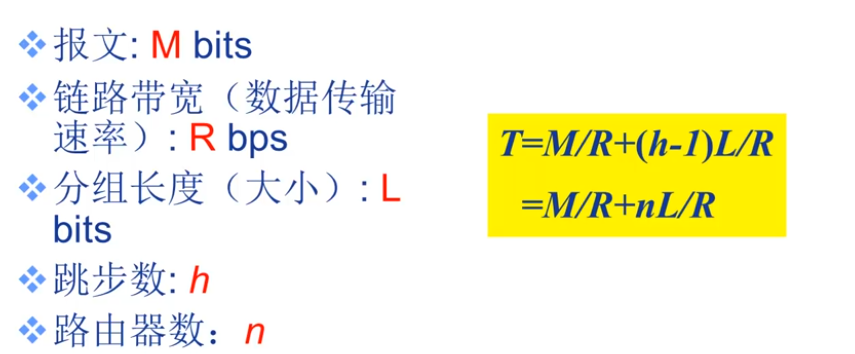 报文: M bits
链路带宽（数据传输
速率）: R bps
分组长度（大小）: L
bits
跳步数: h
路由器数：n
T=M/R+(h-1)L/R
=M/R+nL/R